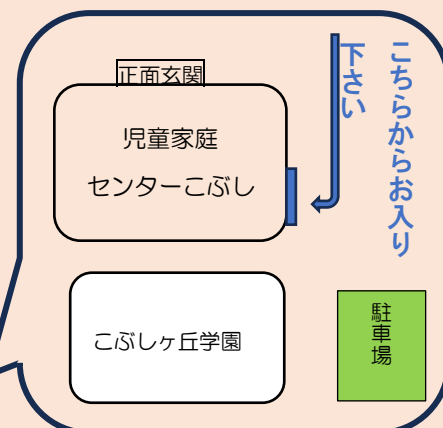 正面玄関
児童家庭
センターこぶし
こちらからお入り
下さい
こぶしヶ丘学園
駐車場